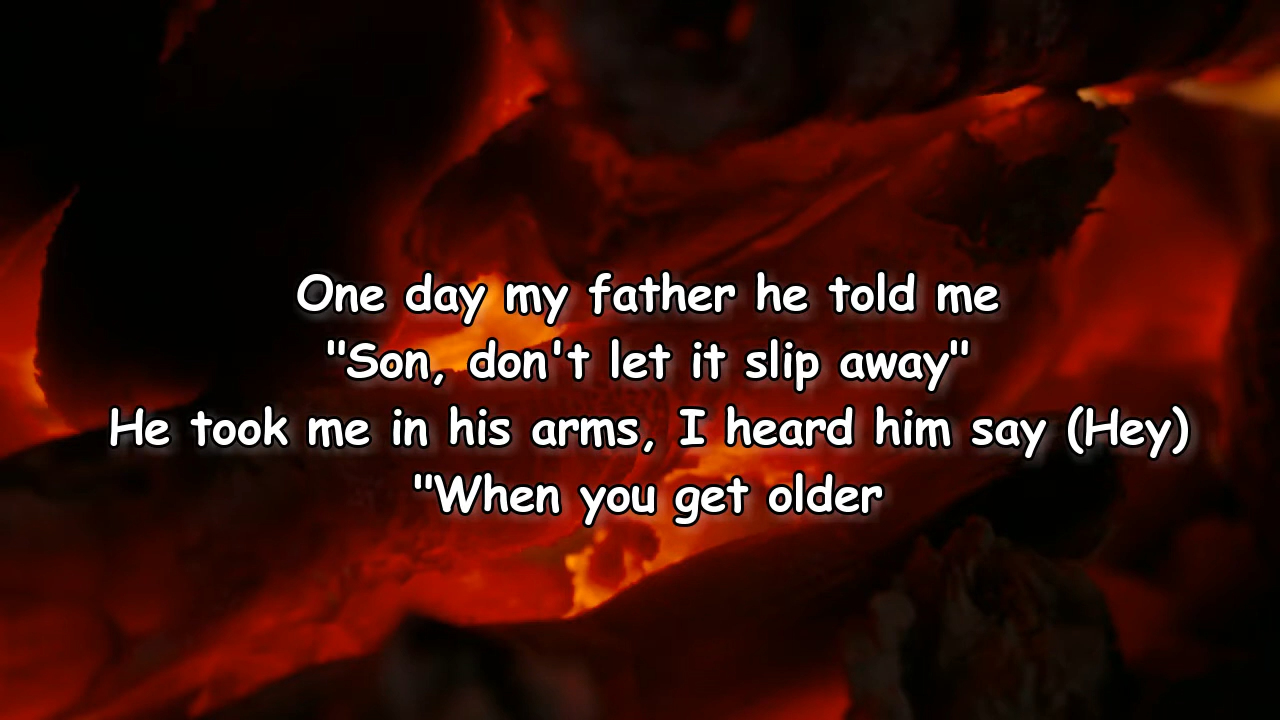 One day my father he told me
"Son, don't let it slip away"
He took me in his arms, I heard him say (Hey)
"When you get older